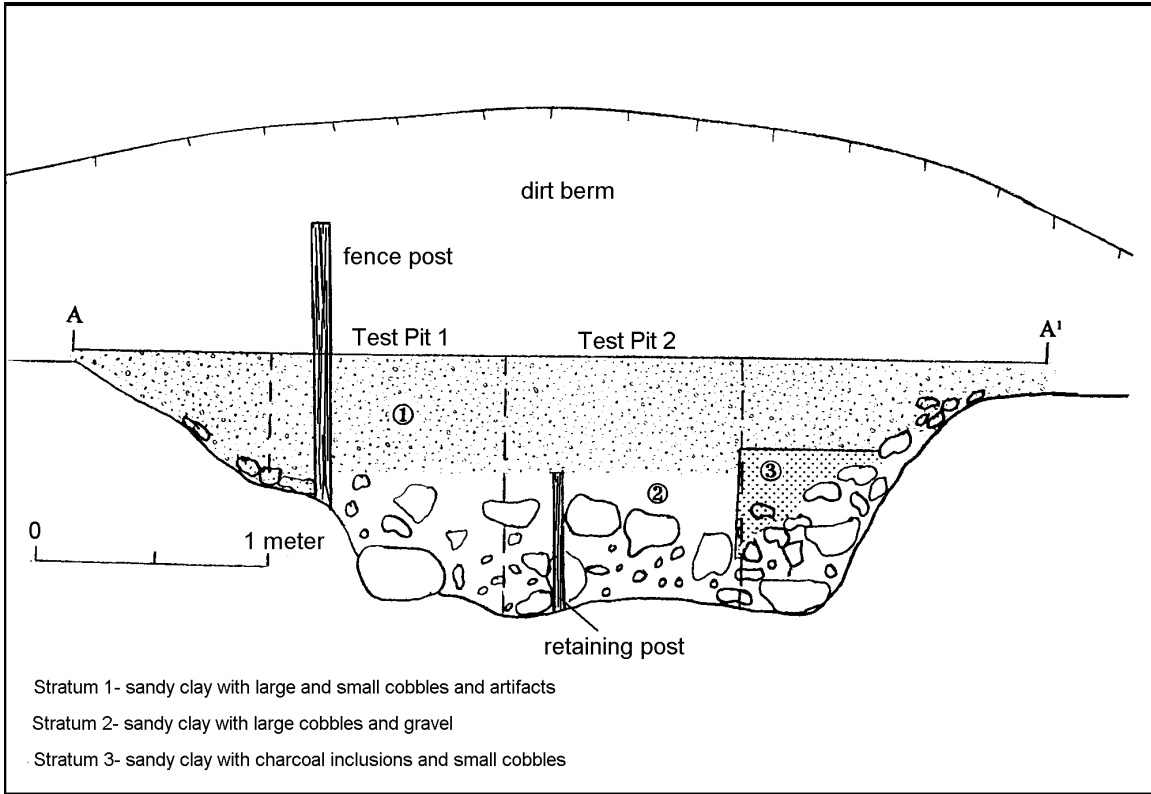 dirt berm
fence post
A
A¹
Test Pit 1
Test Pit 2
①
③
②
0
1 meter
retaining post
Stratum 1- sandy clay with large and small cobbles and artifacts
Stratum 2- sandy clay with large cobbles and gravel
Stratum 3- sandy clay with charcoal inclusions and small cobbles